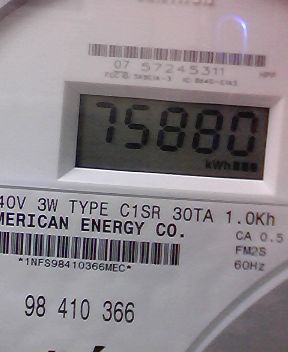 07 57245311
75880
kWh
40V 3W TYPE C1SR 30TA 1.0Kh
MERICAN ENERGY CO.
CA 0.5
FM2S
*1NFS98410366MEC*
60Hz
98 410 366